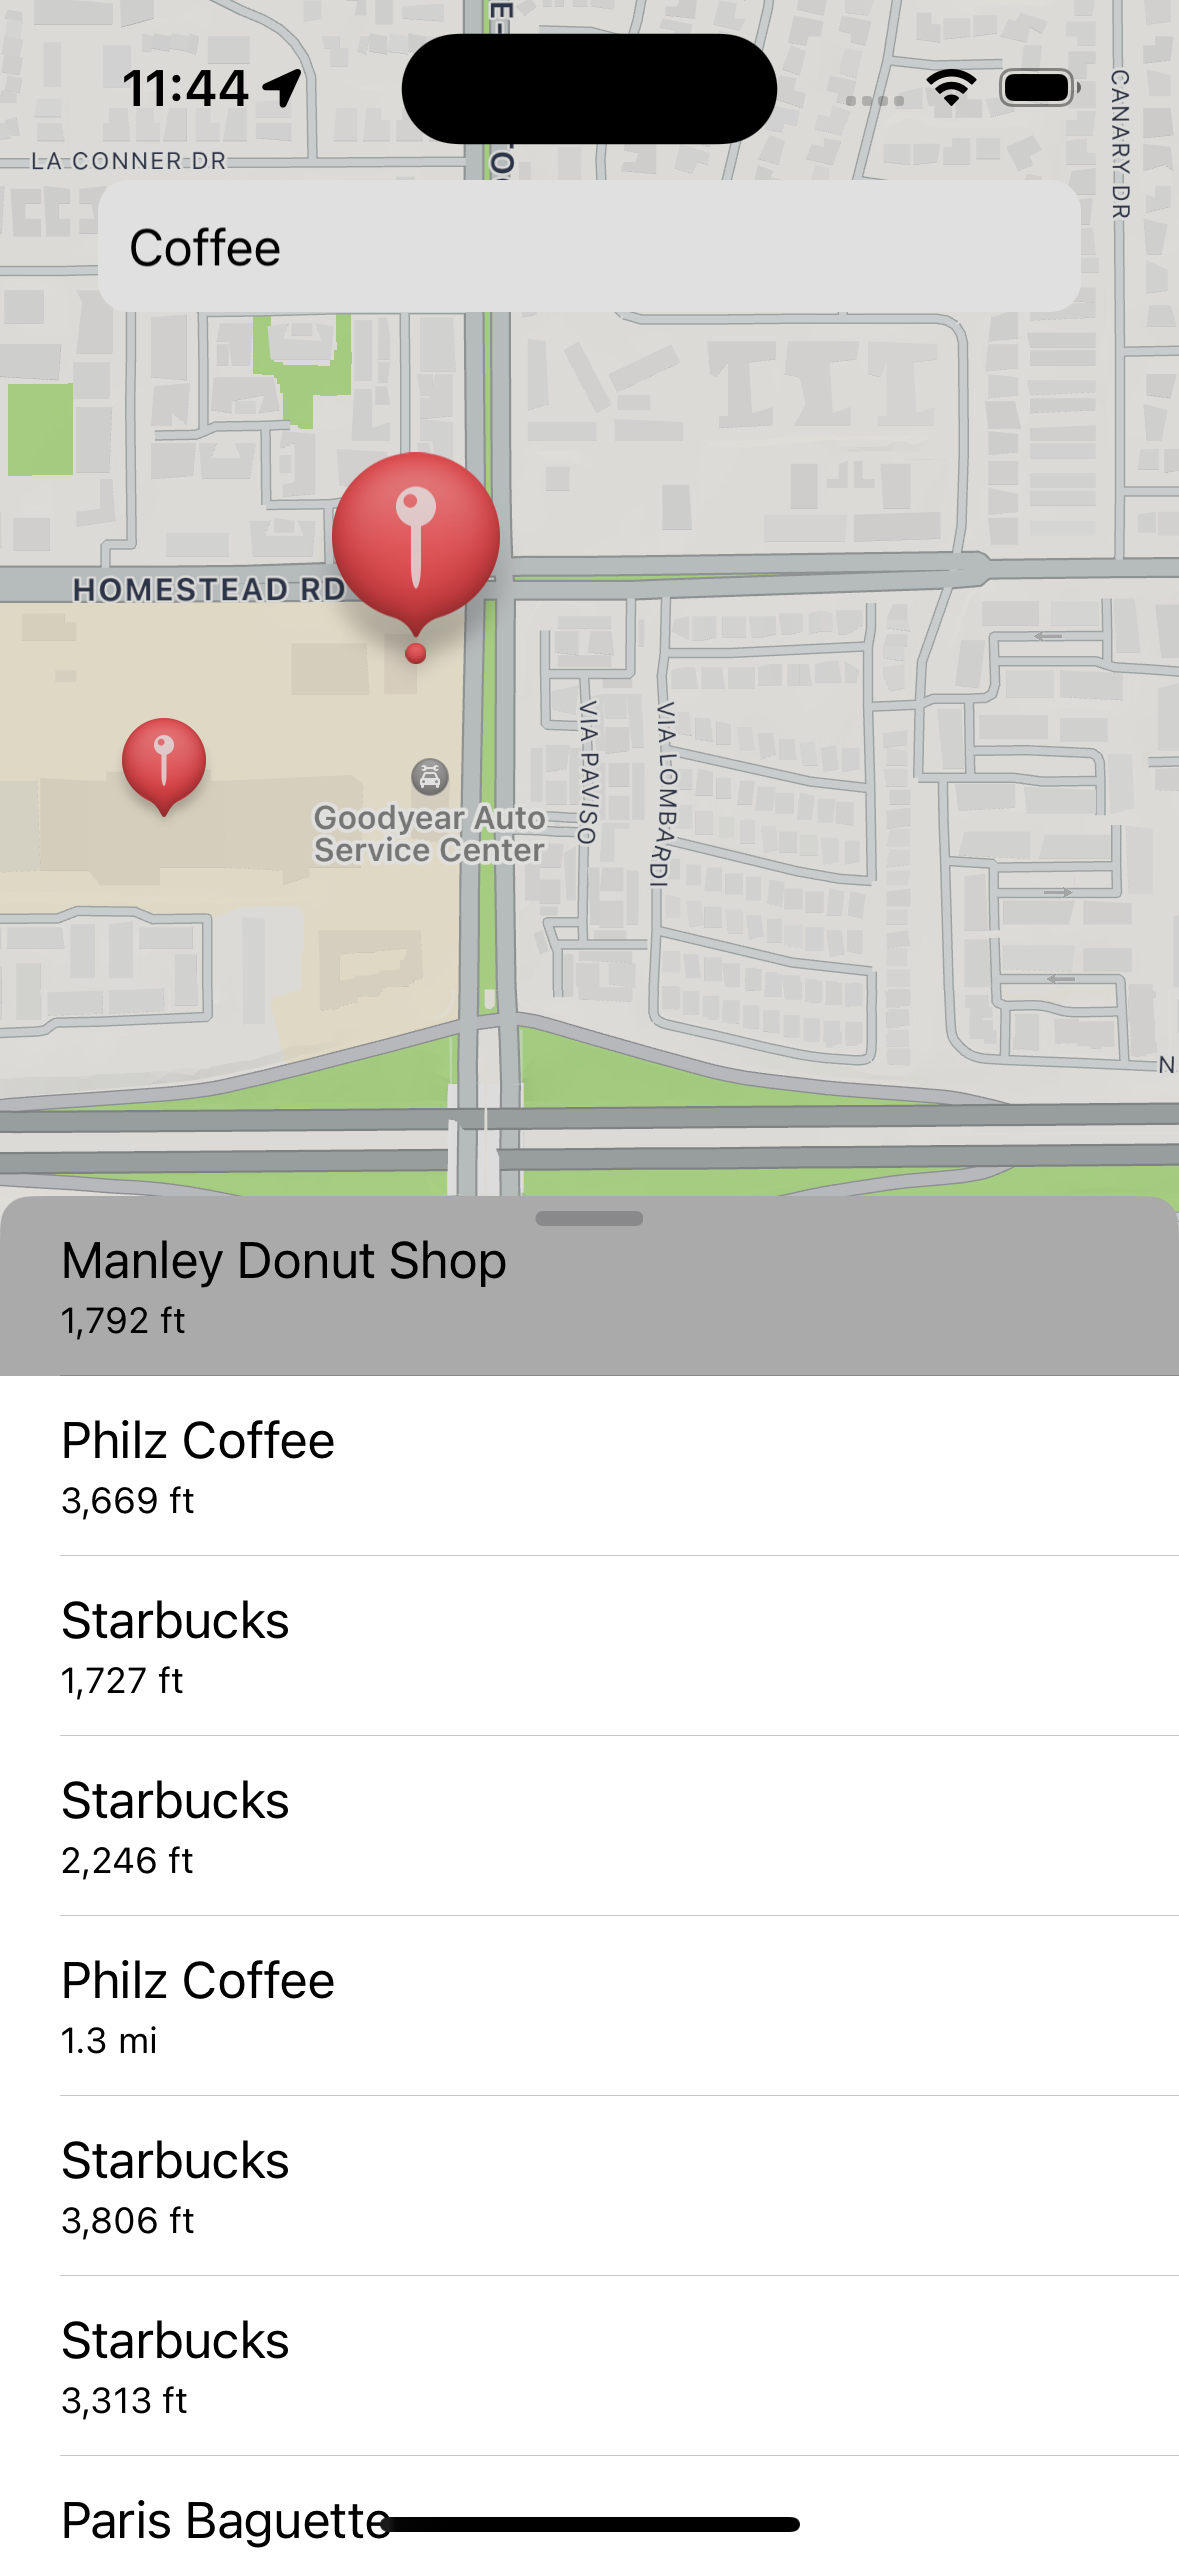 11:44
LA CONNER DR
CANARY DR
Coffee
HOMESTEAD RD
VIA PAVISO
VIA LOMBARDI
Goodyear Auto
Service Center
N
Manley Donut Shop
1,792 ft
Philz Coffee
3,669 ft
Starbucks
1,727 ft
Starbucks
2,246 ft
Philz Coffee
1.3 mi
Starbucks
3,806 ft
Starbucks
3,313 ft
Paris Baguette